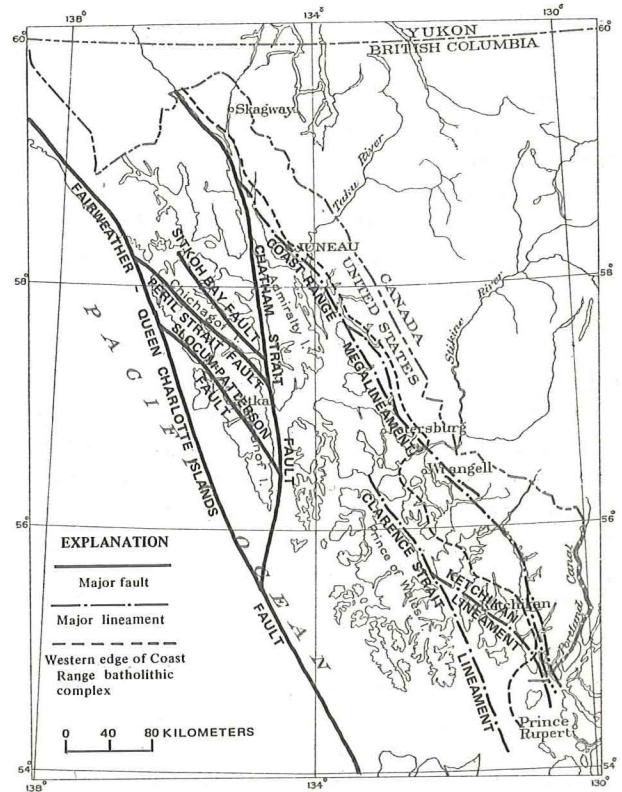 138°
134°
130°
60°
60°
YUKON
BRITISH COLUMBIA
Skagway
Taku River
FAIRWEATHER - QUEEN CHARLOTTE ISLANDS FAULT
SITKOH BAY FAULT
CHATHAM STRAIT FAULT
JUNEAU
COAST RANGE MEGALINEAMENT
CANADA
UNITED STATES
58°
58°
Chichagof
PERIL STRAIT FAULT
Admiralty I.
SLOCUM-PATTERSON FAULT
Stikine River
PACIFIC OCEAN
Petersburg
Wrangell
56°
56°
CLARENCE STRAIT LINEAMENT
Prince of
KETCHIKAN LINEAMENT
Ketchikan
Portland Canal
Prince Rupert
EXPLANATION
Major fault
Major lineament
Western edge of Coast
Range batholithic
complex
0 40 80 KILOMETERS
54°
54°
138°
134°
130°